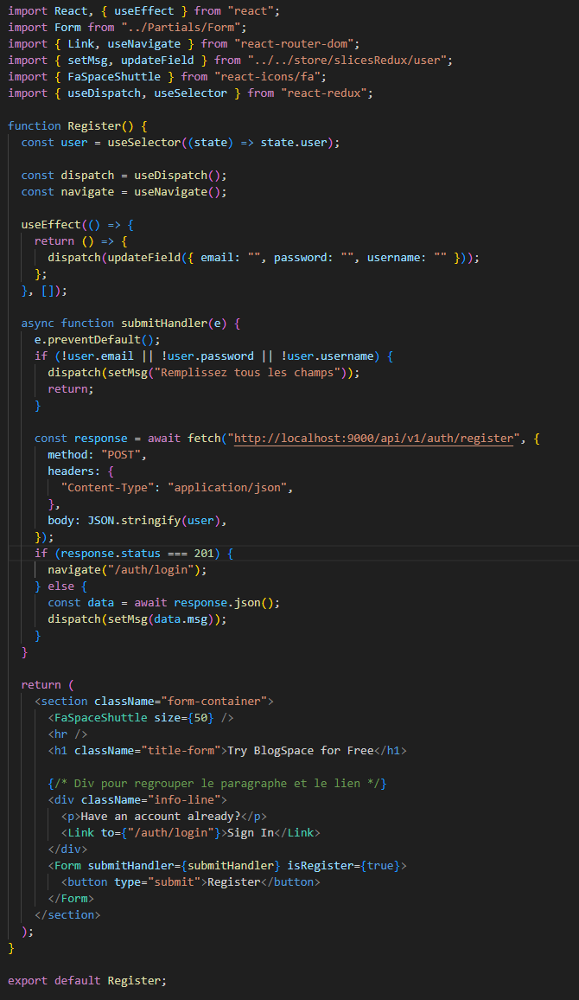 import React, { useEffect } from "react";
import Form from "../Partials/Form";
import { Link, useNavigate } from "react-router-dom";
import { setMsg, updateField } from "../../store/slicesRedux/user";
import { FaSpaceShuttle } from "react-icons/fa";
import { useDispatch, useSelector } from "react-redux";

function Register() {
  const user = useSelector((state) => state.user);

  const dispatch = useDispatch();
  const navigate = useNavigate();

  useEffect(() => {
    return () => {
      dispatch(updateField({ email: "", password: "", username: "" }));
    };
  }, []);

  async function submitHandler(e) {
    e.preventDefault();
    if (!user.email || !user.password || !user.username) {
      dispatch(setMsg("Remplissez tous les champs"));
      return;
    }

    const response = await fetch("http://localhost:9000/api/v1/auth/register", {
      method: "POST",
      headers: {
        "Content-Type": "application/json",
      },
      body: JSON.stringify(user),
    });
    if (response.status === 201) {
      navigate("/auth/login");
    } else {
      const data = await response.json();
      dispatch(setMsg(data.msg));
    }
  }

  return (
    <section className="form-container">
      <FaSpaceShuttle size={50} />
      <hr />
      <h1 className="title-form">Try BlogSpace for Free</h1>

      {/* Div pour regrouper le paragraphe et le lien */}
      <div className="info-line">
        <p>Have an account already?</p>
        <Link to={"/auth/login"}>Sign In</Link>
      </div>
      <Form submitHandler={submitHandler} isRegister={true}>
        <button type="submit">Register</button>
      </Form>
    </section>
  );
}

export default Register;